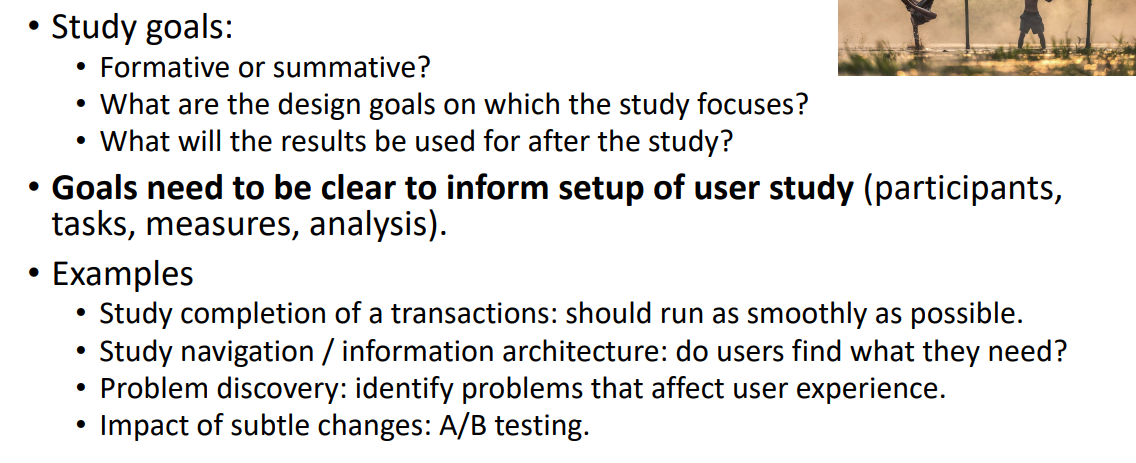 • Study goals:
• Formative or summative?
• What are the design goals on which the study focuses?
• What will the results be used for after the study?
• Goals need to be clear to inform setup of user study (participants,
tasks, measures, analysis).
• Examples
• Study completion of a transactions: should run as smoothly as possible.
• Study navigation / information architecture: do users find what they need?
• Problem discovery: identify problems that affect user experience.
• Impact of subtle changes: A/B testing.